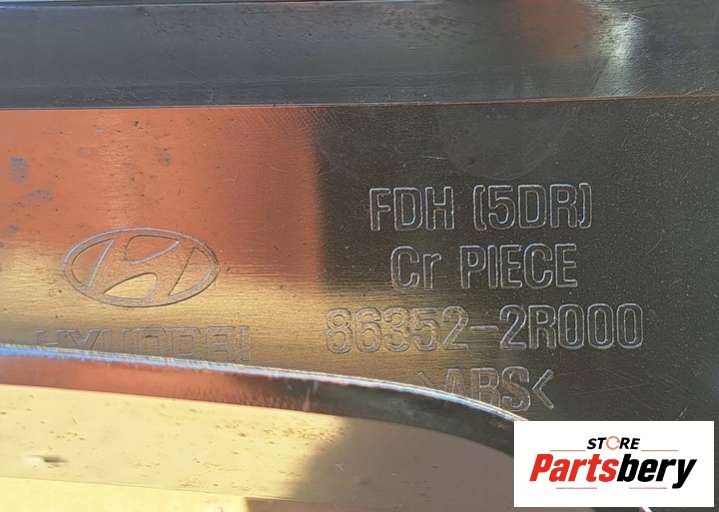 FDH (5DR)
Cr PIECE
86352-2R000
HYUNDAI
>ABS<
STORE
Partsbery